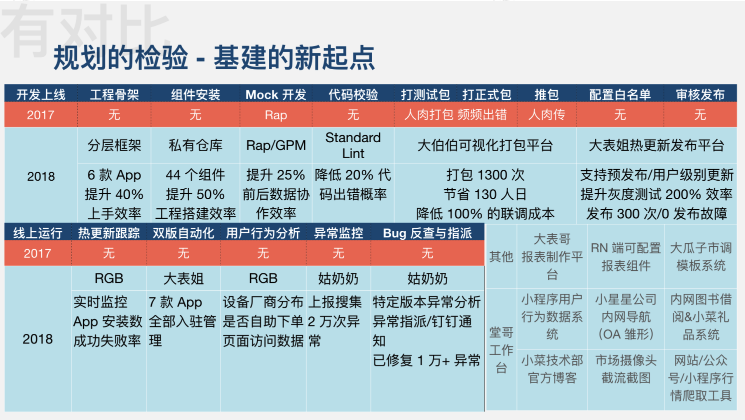 有对比
规划的检验 - 基建的新起点
开发上线 工程骨架 组件安装 Mock 开发 代码校验 打测试包 打正式包 推包 配置白名单 审核发布
2017 无 无 Rap 无 人肉打包 频频出错 人肉传 无 无
2018
分层框架 私有仓库 Rap/GPM Standard Lint 大伯伯可视化打包平台 大表姐热更新发布平台
6 款 App
提升 40%
上手效率
44 个组件
提升 50%
工程搭建效率
提升 25%
前后数据协
作效率
降低 20% 代
码出错概率
打包 1300 次
节省 130 人日
降低 100% 的联调成本
支持预发布/用户级别更新
提升灰度测试 200% 效率
发布 300 次/0 发布故障
线上运行 热更新跟踪 双版自动化 用户行为分析 异常监控 Bug 反查与指派
2017 无 无 无 无 无
2018
RGB 大表姐 RGB 姑奶奶 姑奶奶
实时监控
App 安装数
成功失败率
7 款 App
全部入驻管
理
设备厂商分布
是否自助下单
页面访问数据
上报搜集
2 万次异
常
特定版本异常分析
异常指派/钉钉通
知
已修复 1 万+ 异常
其他
大表哥
报表制作平
台
RN 端可配置
报表组件
大瓜子市调
模板系统
堂哥
工作
台
小程序用户
行为数据系
统
小星星公司
内网导航
（OA 雏形）
内网图书借
阅&小菜礼
品系统
小菜技术部
官方博客
市场摄像头
截流截图
网站/公众
号/小程序行
情爬取工具